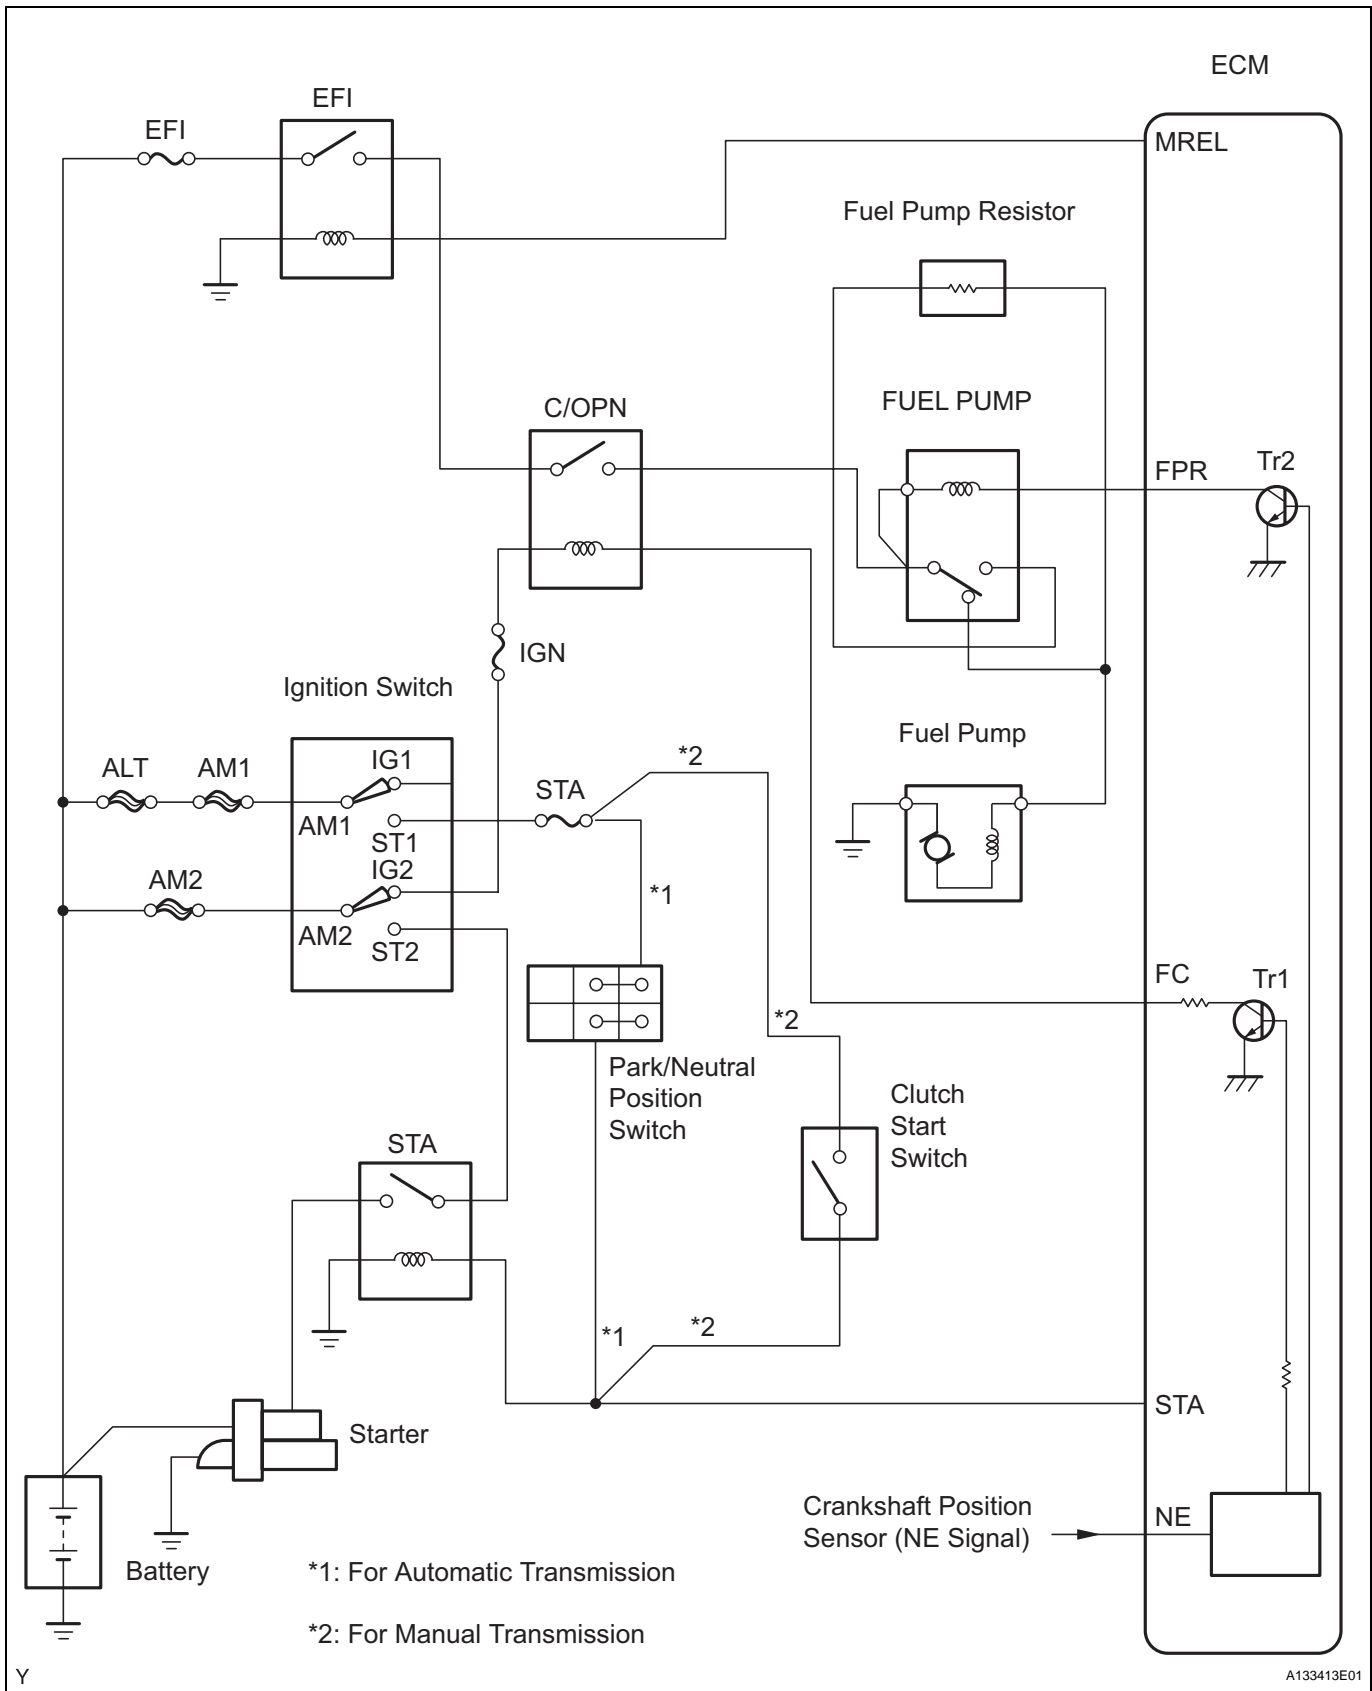 ECM
EFI
EFI
MREL
Fuel Pump Resistor
C/OPN
FUEL PUMP
FPR
Tr2
IGN
Ignition Switch
Fuel Pump
*2
ALT
AM1
IG1
STA
AM1
ST1
IG2
AM2
*1
AM2
ST2
FC
Tr1
*2
Park/Neutral
Position
Switch
Clutch
Start
Switch
STA
*1
*2
STA
Starter
Crankshaft Position
Sensor (NE Signal)
NE
Battery
*1: For Automatic Transmission
*2: For Manual Transmission
Y
A133413E01